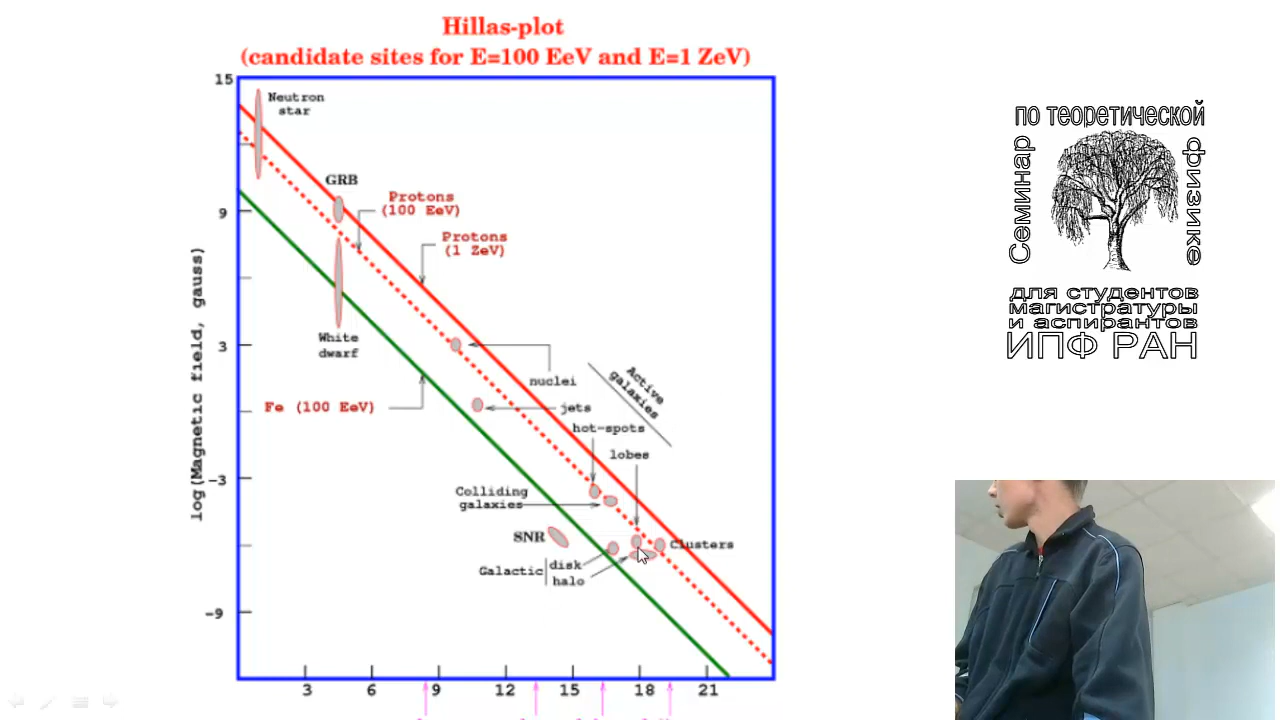 Hillas-plot
(candidate sites for E=100 EeV and E=1 ZeV)
15
9
3
-3
-9
log(Magnetic field, gauss)
Neutron
star
GRB
Protons
(100 EeV)
Protons
(1 ZeV)
White
dwarf
Fe (100 EeV)
nuclei
jets
Active
galaxies
hot-spots
lobes
Colliding
galaxies
SNR
Clusters
Galactic
disk
halo
3
6
9
12
15
18
21
Семинар
по теоретической
физике
для студентов
магистратуры
и аспирантов
ИПФ РАН